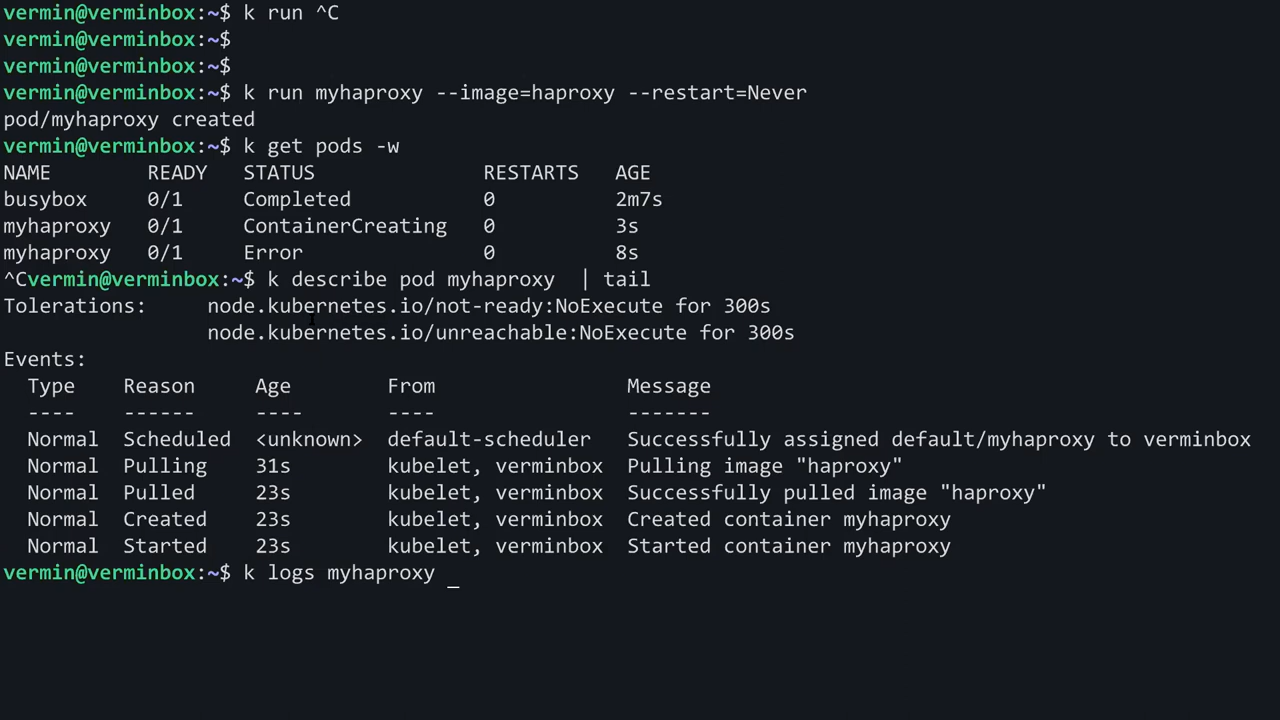 vermin@verminbox:~$ k run ^C
vermin@verminbox:~$
vermin@verminbox:~$
vermin@verminbox:~$ k run myhaproxy --image=haproxy --restart=Never
pod/myhaproxy created
vermin@verminbox:~$ k get pods -w
NAME        READY   STATUS              RESTARTS   AGE
busybox     0/1     Completed           0          2m7s
myhaproxy   0/1     ContainerCreating   0          3s
myhaproxy   0/1     Error               0          8s
^Cvermin@verminbox:~$ k describe pod myhaproxy  | tail
Tolerations:     node.kubernetes.io/not-ready:NoExecute for 300s
                 node.kubernetes.io/unreachable:NoExecute for 300s
Events:
  Type    Reason     Age        From                 Message
  ----    ------     ----       ----                 -------
  Normal  Scheduled  <unknown>  default-scheduler    Successfully assigned default/myhaproxy to verminbox
  Normal  Pulling    31s        kubelet, verminbox   Pulling image "haproxy"
  Normal  Pulled     23s        kubelet, verminbox   Successfully pulled image "haproxy"
  Normal  Created    23s        kubelet, verminbox   Created container myhaproxy
  Normal  Started    23s        kubelet, verminbox   Started container myhaproxy
vermin@verminbox:~$ k logs myhaproxy _